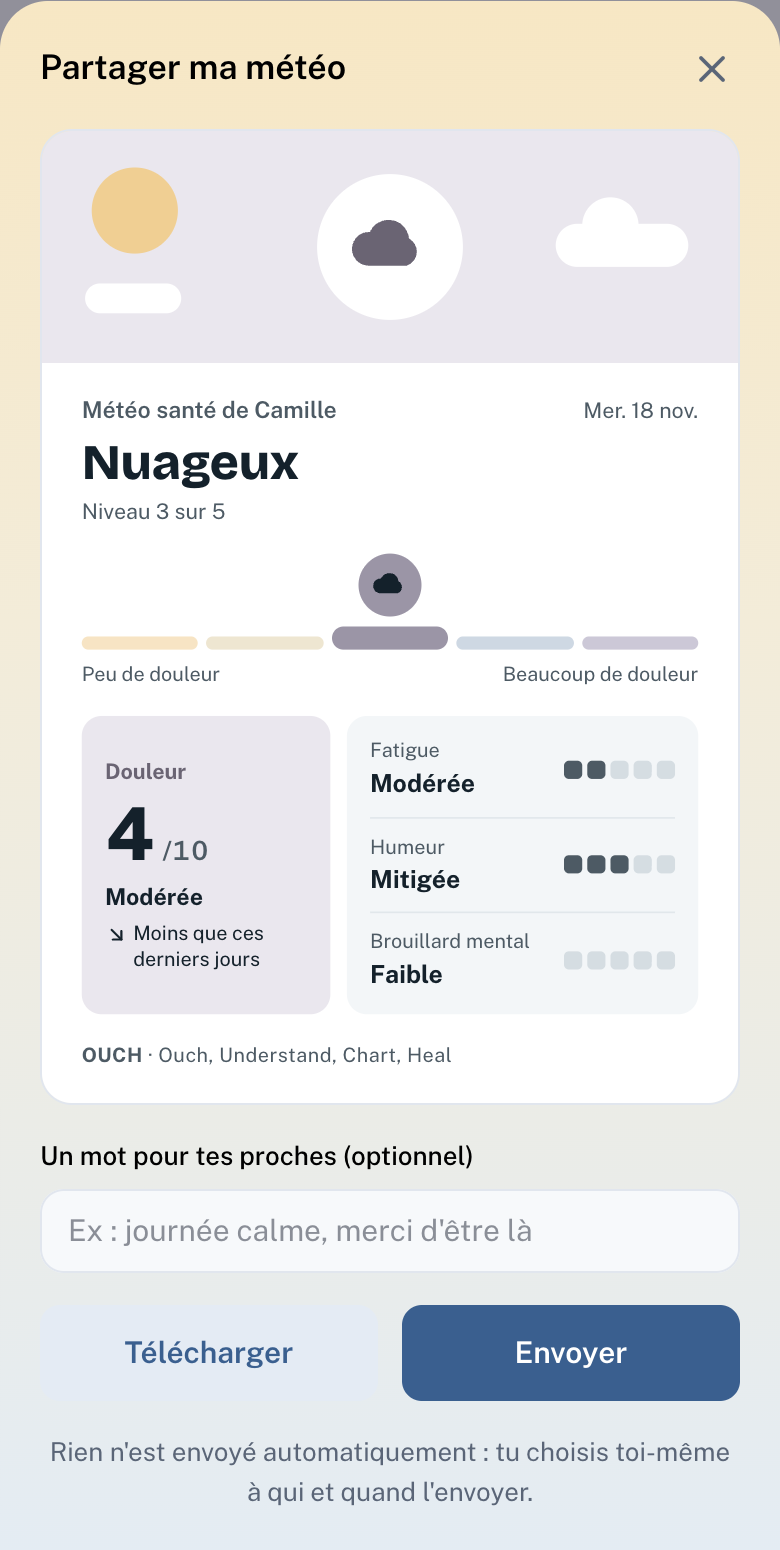 Partager ma météo
Météo santé de Camille
Mer. 18 nov.
Nuageux
Niveau 3 sur 5
Peu de douleur
Beaucoup de douleur
Douleur
4 /10
Modérée
↘ Moins que ces
derniers jours
Fatigue
Modérée
Humeur
Mitigée
Brouillard mental
Faible
OUCH · Ouch, Understand, Chart, Heal
Un mot pour tes proches (optionnel)
Ex : journée calme, merci d'être là
Télécharger
Envoyer
Rien n'est envoyé automatiquement : tu choisis toi-même
à qui et quand l'envoyer.